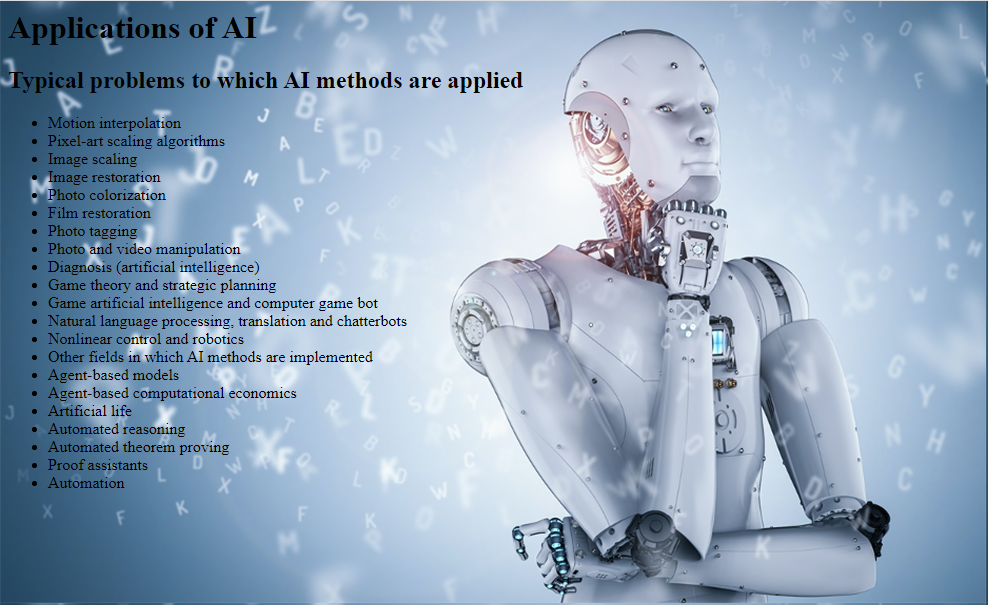 Applications of AI
Typical problems to which AI methods are applied
Motion interpolation
Pixel-art scaling algorithms
Image scaling
Image restoration
Photo colorization
Film restoration
Photo tagging
Photo and video manipulation
Diagnosis (artificial intelligence)
Game theory and strategic planning
Game artificial intelligence and computer game bot
Natural language processing, translation and chatterbots
Nonlinear control and robotics
Other fields in which AI methods are implemented
Agent-based models
Agent-based computational economics
Artificial life
Automated reasoning
Automated theorem proving
Proof assistants
Automation